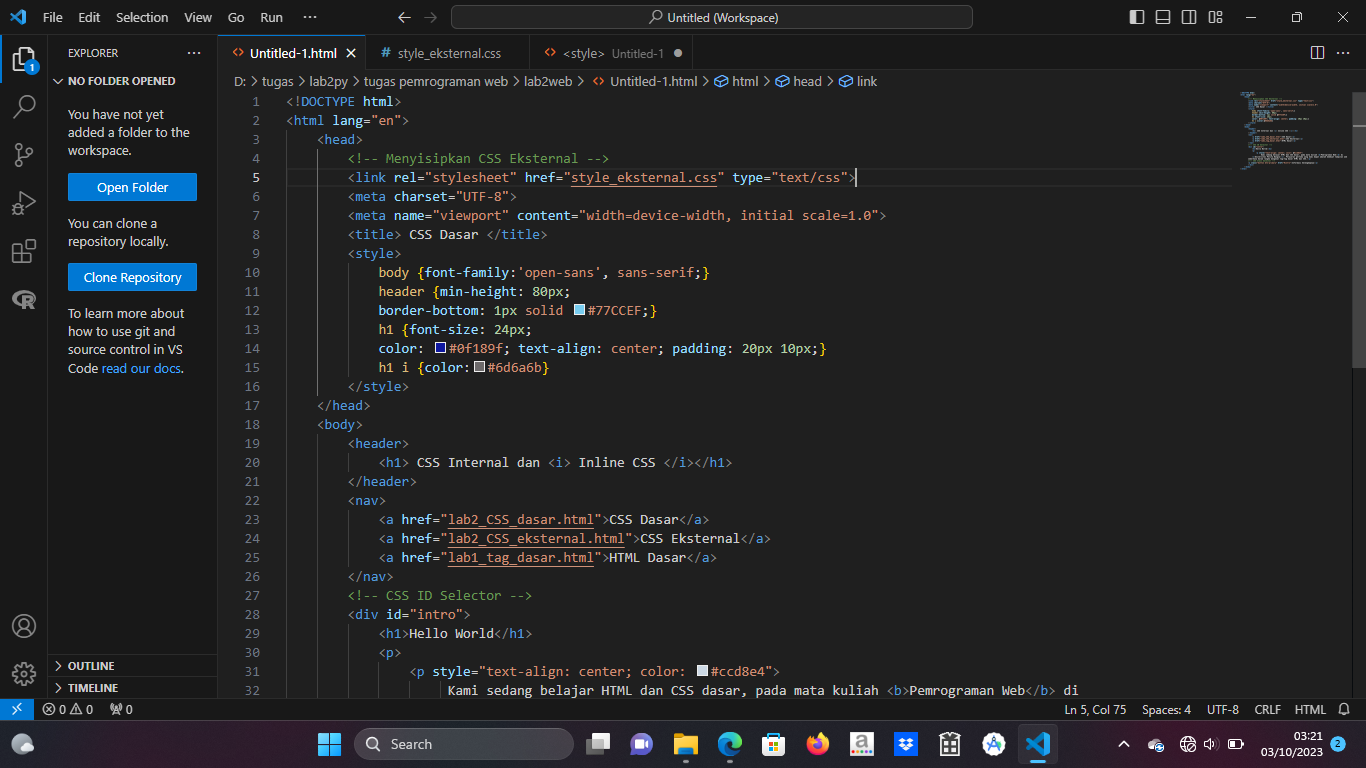 File Edit Selection View Go Run ··· Untitled (Workspace)
EXPLORER ···
NO FOLDER OPENED
You have not yet
added a folder to the
workspace.
Open Folder
You can clone a
repository locally.
Clone Repository
To learn more about
how to use git and
source control in VS
Code read our docs.
OUTLINE
TIMELINE
1
Untitled-1.html
# style_eksternal.css
<style> Untitled-1
D: > tugas > lab2py > tugas pemrograman web > lab2web > Untitled-1.html > html > head > link
1 <!DOCTYPE html>
2 <html lang="en">
3 <head>
4 <!-- Menyisipkan CSS Eksternal -->
5 <link rel="stylesheet" href="style_eksternal.css" type="text/css">
6 <meta charset="UTF-8">
7 <meta name="viewport" content="width=device-width, initial scale=1.0">
8 <title> CSS Dasar </title>
9 <style>
10 body {font-family:'open-sans', sans-serif;}
11 header {min-height: 80px;
12 border-bottom: 1px solid #77CCEF;}
13 h1 {font-size: 24px;
14 color: #0f189f; text-align: center; padding: 20px 10px;}
15 h1 i {color:#6d6a6b}
16 </style>
17 </head>
18 <body>
19 <header>
20 <h1> CSS Internal dan <i> Inline CSS </i></h1>
21 </header>
22 <nav>
23 <a href="lab2_CSS_dasar.html">CSS Dasar</a>
24 <a href="lab2_CSS_eksternal.html">CSS Eksternal</a>
25 <a href="lab1_tag_dasar.html">HTML Dasar</a>
26 </nav>
27 <!-- CSS ID Selector -->
28 <div id="intro">
29 <h1>Hello World</h1>
30 <p>
31 <p style="text-align: center; color: #ccd8e4">
32 Kami sedang belajar HTML dan CSS dasar, pada mata kuliah <b>Pemrograman Web</b> di
0 0 0 Ln 5, Col 75 Spaces: 4 UTF-8 CRLF HTML
Search
03:21
03/10/2023
2